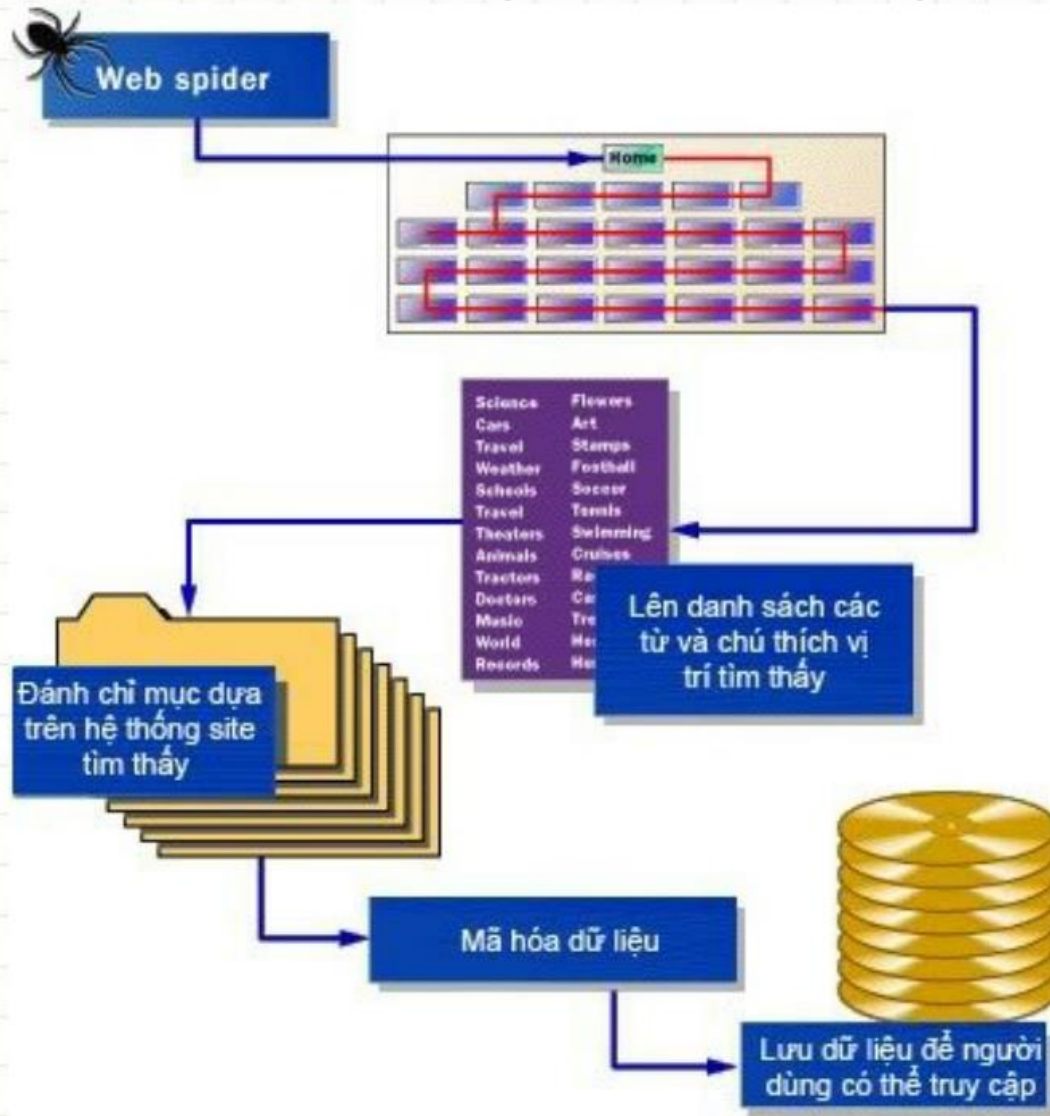 Web spider
Home
Science Flowers
Cars Art
Travel Stamps
Weather Football
Schools Soccer
Travel Tennis
Theaters Swimming
Animals Cruises
Tractors
Doctors
Music
World
Records
Lên danh sách các
từ và chú thích vị
trí tìm thấy
Đánh chỉ mục dựa
trên hệ thống site
tìm thấy
Mã hóa dữ liệu
Lưu dữ liệu để người
dùng có thể truy cập